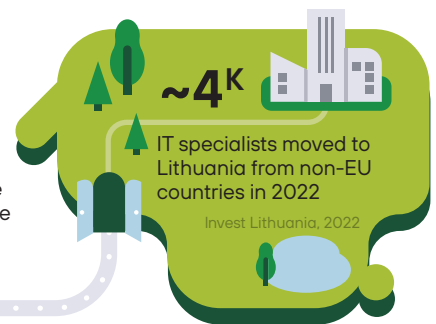 ~4K
IT specialists moved to
Lithuania from non-EU
countries in 2022
Invest Lithuania, 2022